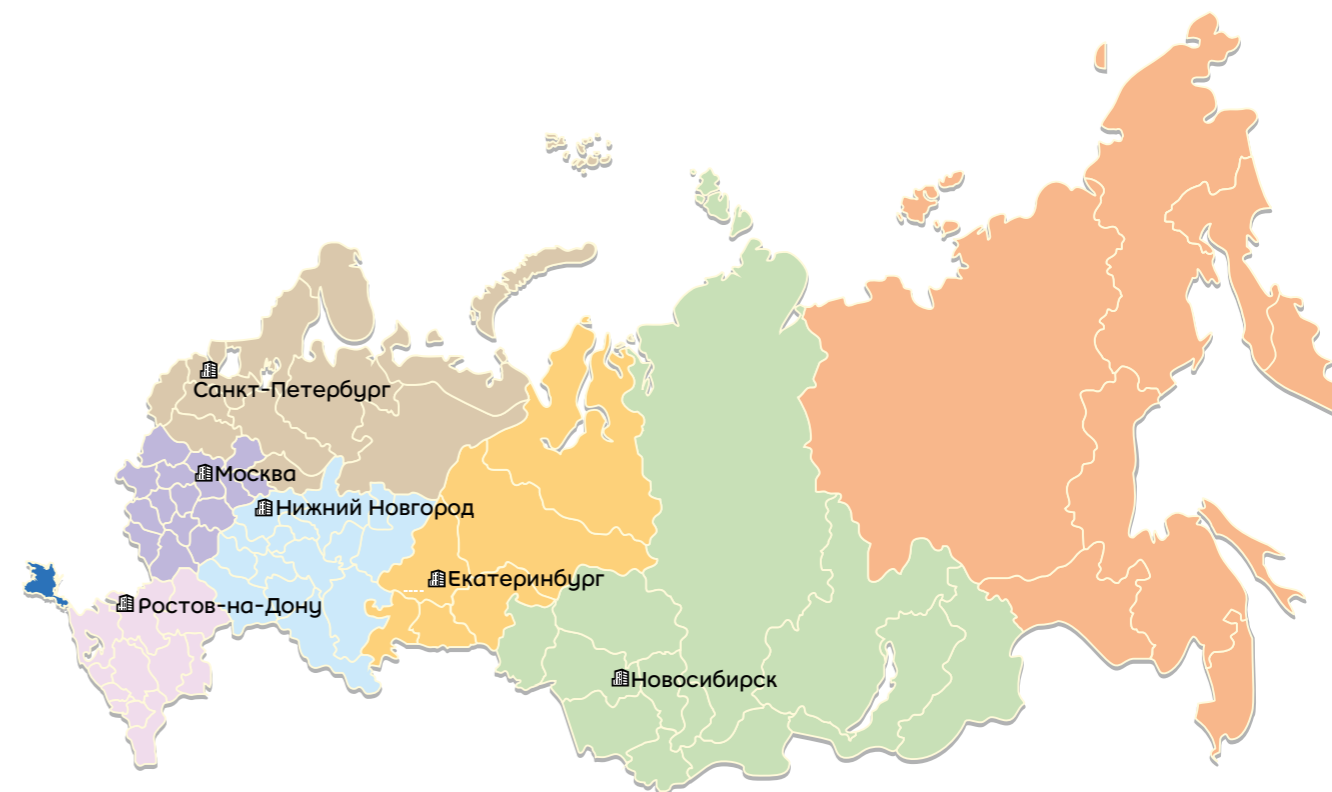 Санкт-Петербург
Москва
Нижний Новгород
Екатеринбург
Ростов-на-Дону
Новосибирск